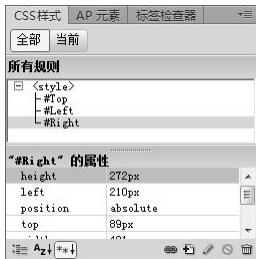 CSS样式 AP 元素 标签检查器
全部 当前
所有规则
<style>
#Top
#Left
#Right
"#Right" 的属性
height 272px
left 210px
position absolute
top 89px